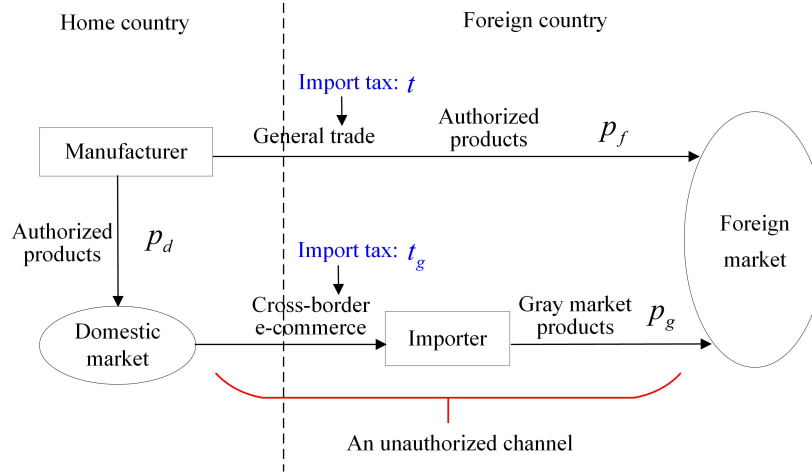 Home country
Foreign country
Import tax: t
General trade
Authorized
products
p_f
Manufacturer
Authorized
products
p_d
Foreign
market
Import tax: t_g
Cross-border
e-commerce
Gray market
products
p_g
Domestic
market
Importer
An unauthorized channel